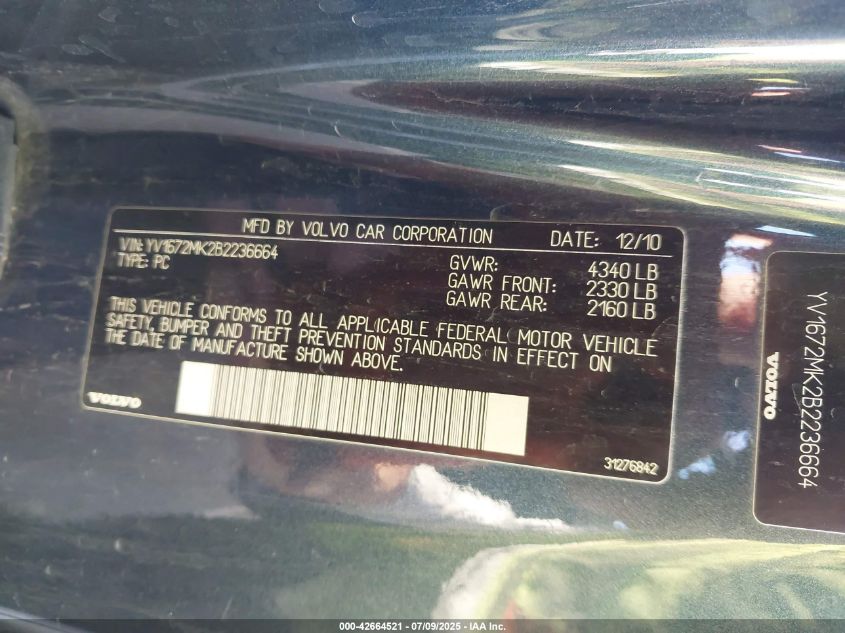 MFD BY VOLVO CAR CORPORATION DATE: 12/10
VIN: YV1672MK2B2236664
TYPE: PC
GVWR: 4340 LB
GAWR FRONT: 2330 LB
GAWR REAR: 2160 LB
THIS VEHICLE CONFORMS TO ALL APPLICABLE FEDERAL MOTOR VEHICLE
SAFETY, BUMPER AND THEFT PREVENTION STANDARDS IN EFFECT ON
THE DATE OF MANUFACTURE SHOWN ABOVE.
VOLVO
31276842
YV1672MK2B2236664
VOLVO
000-42664521 | 07/09/2025 - IAA Inc.